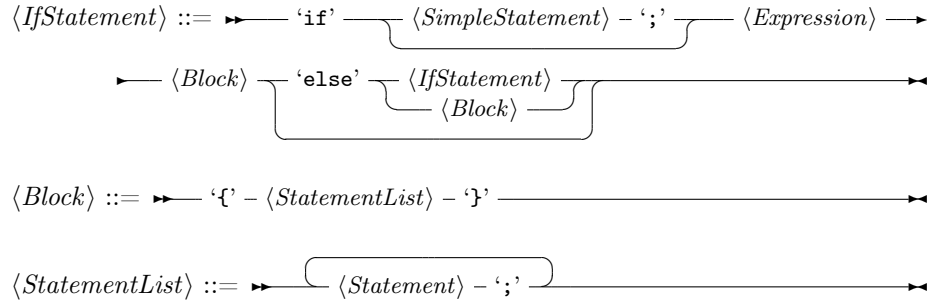 ⟨IfStatement⟩ ::= ‘if’ ⟨SimpleStatement⟩ – ‘;’ ⟨Expression⟩
⟨Block⟩ ‘else’ ⟨IfStatement⟩
⟨Block⟩
⟨Block⟩ ::= ‘{’ – ⟨StatementList⟩ – ‘}’
⟨StatementList⟩ ::= ⟨Statement⟩ – ‘;’